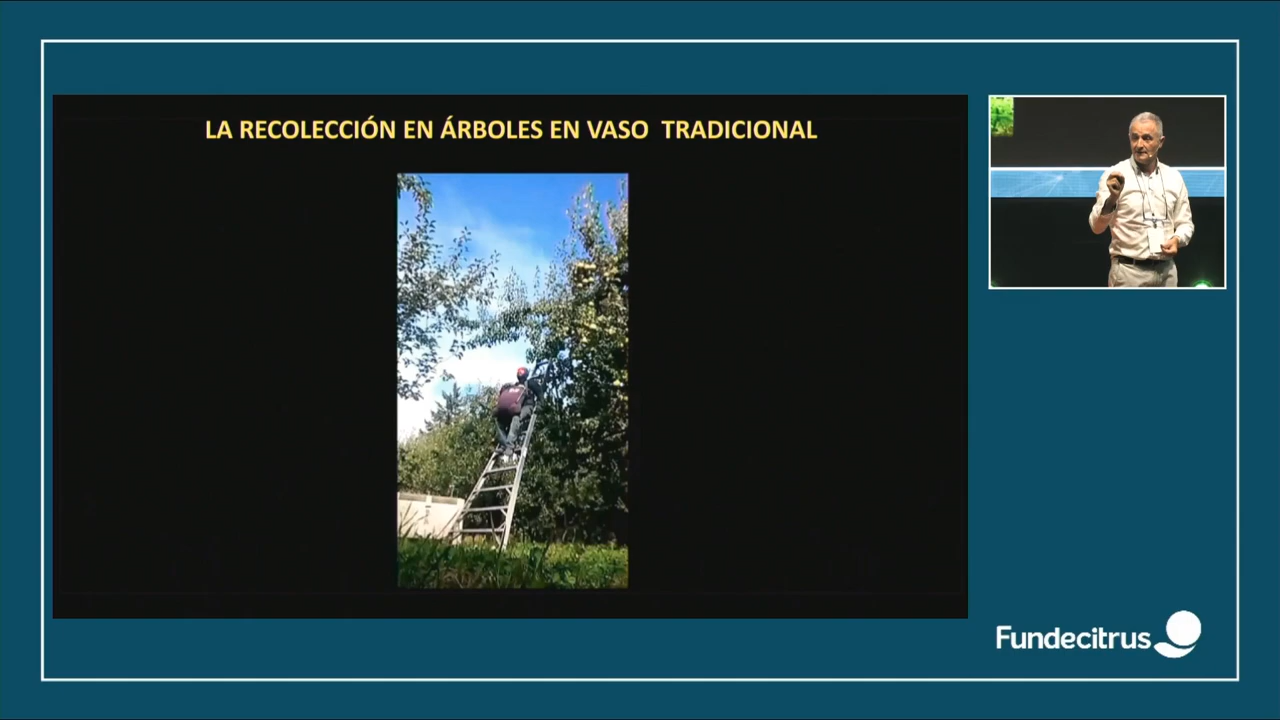 LA RECOLECCIÓN EN ÁRBOLES EN VASO TRADICIONAL
Fundecitrus